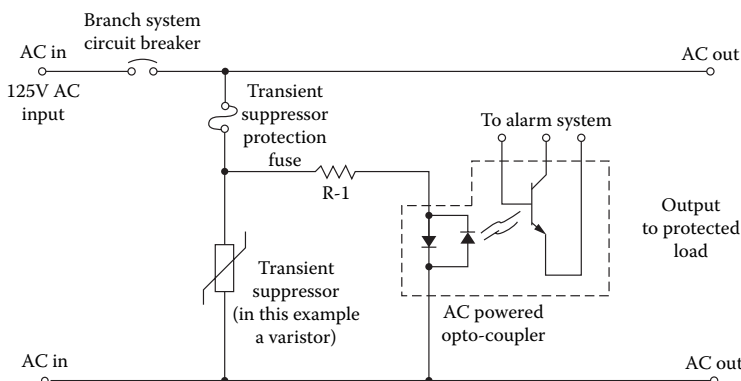 Branch system
circuit breaker
AC in
AC out
125V AC
input
Transient
suppressor
protection
fuse
To alarm system
R-1
Output
to protected
load
Transient
suppressor
(in this example
a varistor)
AC powered
opto-coupler
AC in
AC out